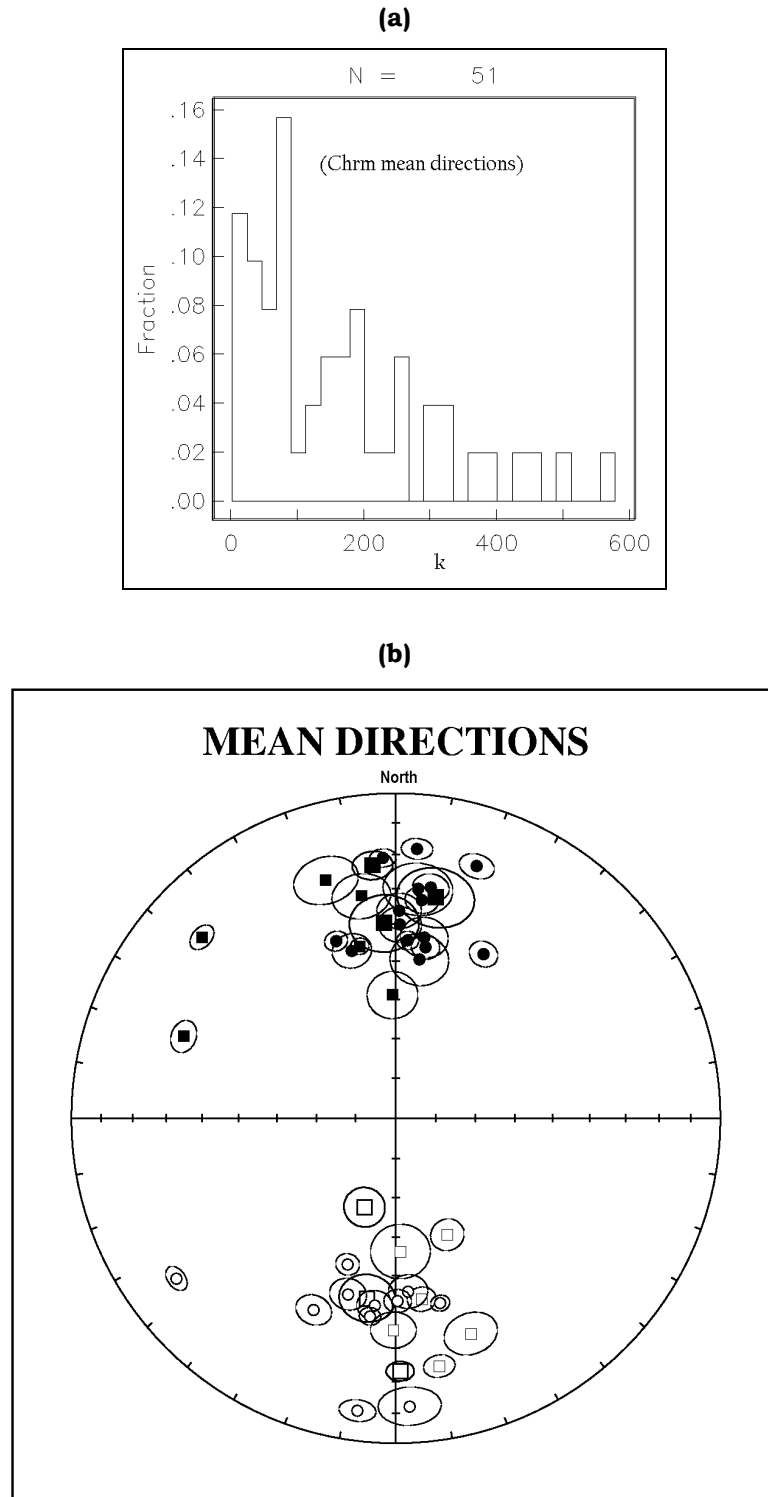 (a)
N = 51
.16
.14
(Chrm mean directions)
.12
.10
.08
.06
.04
.02
.00
Fraction
0 200 400 600
k
(b)
MEAN DIRECTIONS
North